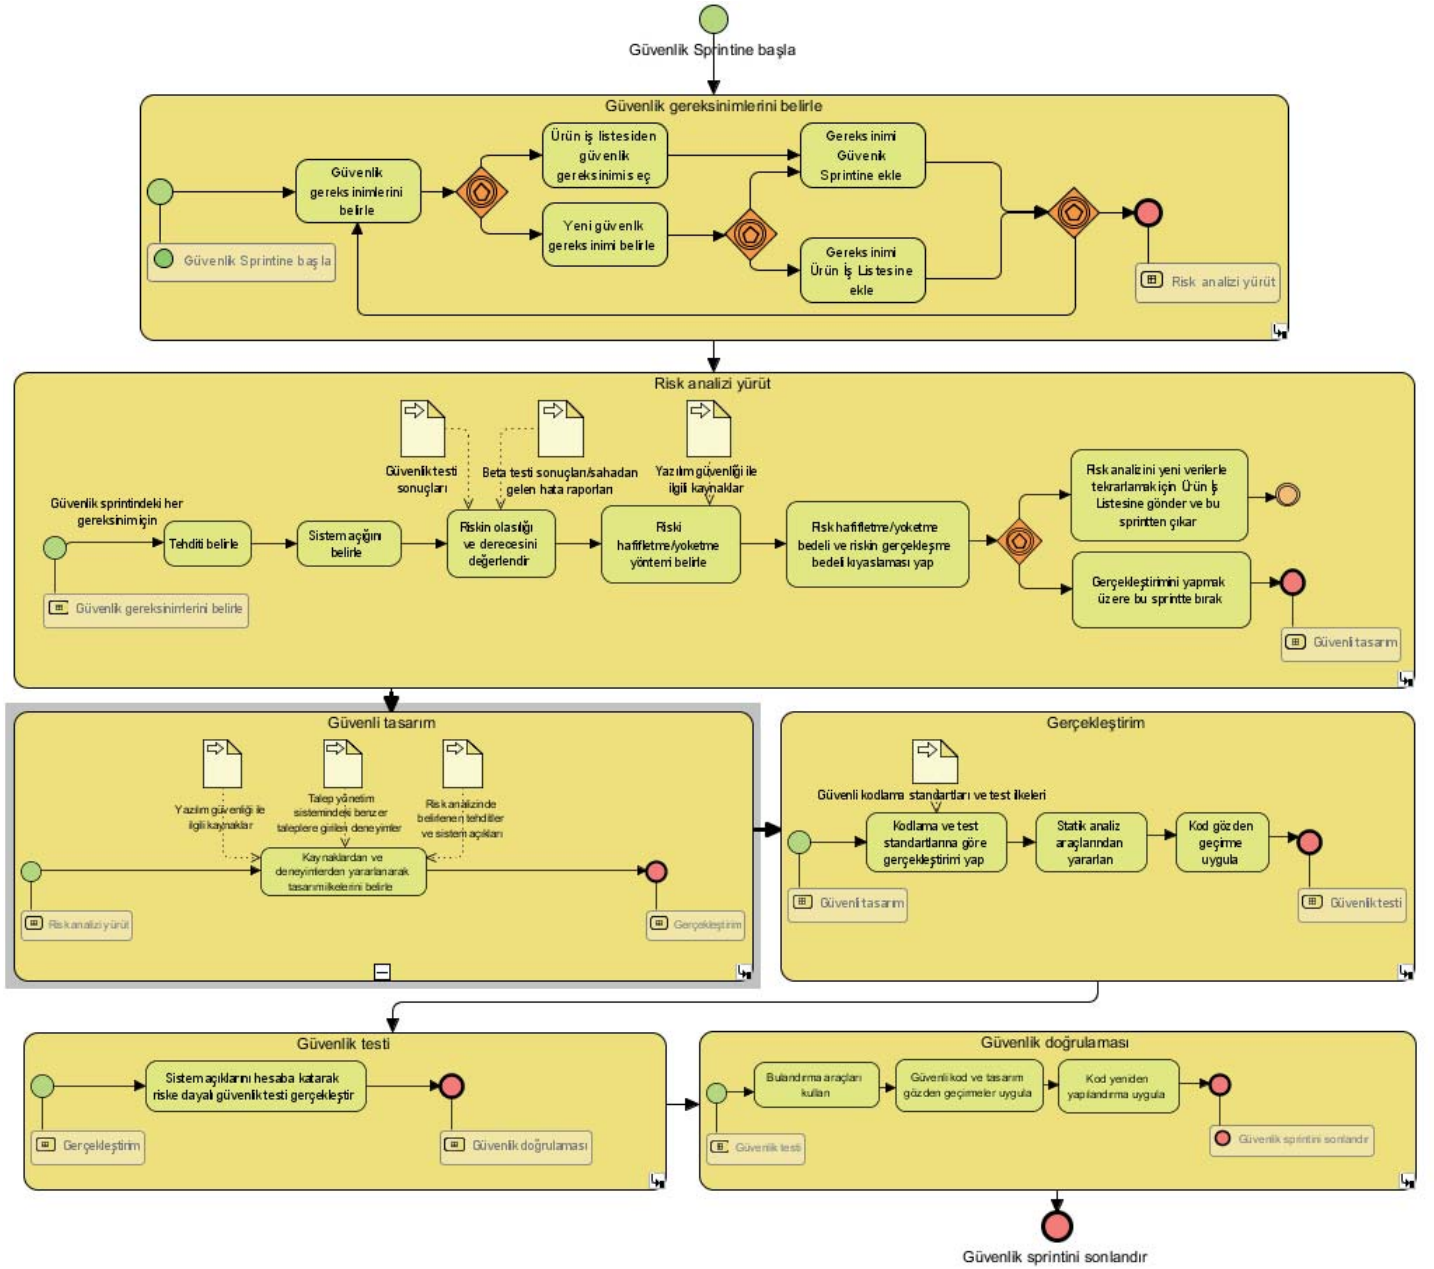 Güvenlik Sprintine başla
Güvenlik gereksinimlerini belirle
Güvenlik
gereksinimlerini
belirle
Ürün iş listesiden
güvenlik
gereksinimi seç
Yeni güvenlk
gereksinimi belirle
Gereksinimi
Güvenik
Sprintine ekle
Gereksinimi
Ürün İş Listesine
ekle
Güvenlik Sprintine başla
Risk analizi yürüt
Risk analizi yürüt
Güvenlik testi
sonuçları
Beta testi sonuçları/sahadan
gelen hata raporları
Yazılım güvenliği ile
ilgili kaynaklar
Güvenlik sprintindeki her
gereksinim için
Tehditi belirle
Sistem açığını
belirle
Riskin olasılığı
ve derecesini
değerlendir
Riski
hafifletme/yoketme
yöntemi belirle
Risk hafifletme/yoketme
bedeli ve riskin gerçekleşme
bedeli kıyaslaması yap
Risk analizini yeni verilerle
tekrarlamak için Ürün İş
Listesine gönder ve bu
sprintten çıkar
Gerçekleştirimini yapmak
üzere bu sprintte bırak
Güvenlik gereksinimlerini belirle
Güvenli tasarım
Güvenli tasarım
Yazılım güvenliği ile
ilgili kaynaklar
Talep yönetim
sistemindeki benzer
taleplere girilen deneyimler
Risk analizinde
belirlenen tehditler
ve sistem açıkları
Kaynaklardan ve
deneyimlerden yararlanarak
tasarım ilkelerini belirle
Risk analizi yürüt
Gerçekleştirim
Gerçekleştirim
Güvenli kodlama standartları ve test ilkeleri
Kodlama ve test
standartlarına göre
gerçekleştirimi yap
Statik analiz
araçlarından
yararlan
Kod gözden
geçirme
uygula
Güvenli tasarım
Güvenlik testi
Güvenlik testi
Sistem açıklarını hesaba katarak
riske dayalı güvenlik testi gerçekleştir
Gerçekleştirim
Güvenlik doğrulaması
Güvenlik doğrulaması
Bulandırma araçları
kullan
Güvenli kod ve tasarım
gözden geçirmeler uygula
Kod yeniden
yapılandırma uygula
Güvenlik testi
Güvenlik sprintini sonlandır
Güvenlik sprintini sonlandır